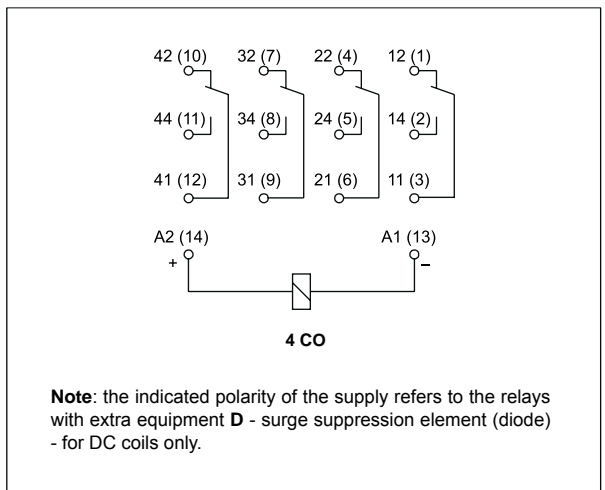 42 (10) 32 (7) 22 (4) 12 (1)
44 (11) 34 (8) 24 (5) 14 (2)
41 (12) 31 (9) 21 (6) 11 (3)
A2 (14) A1 (13)
+ –
4 CO
Note: the indicated polarity of the supply refers to the relays
with extra equipment D - surge suppression element (diode)
- for DC coils only.